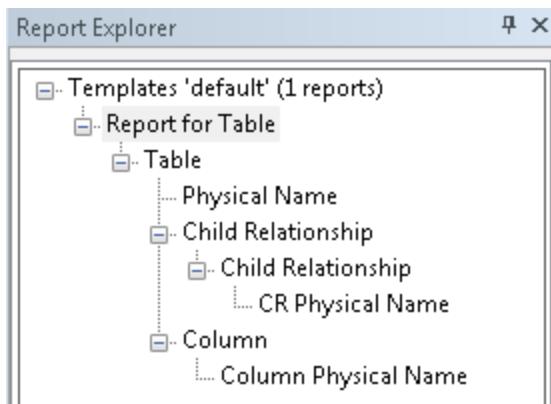 Report Explorer
Templates 'default' (1 reports)
Report for Table
Table
Physical Name
Child Relationship
Child Relationship
CR Physical Name
Column
Column Physical Name